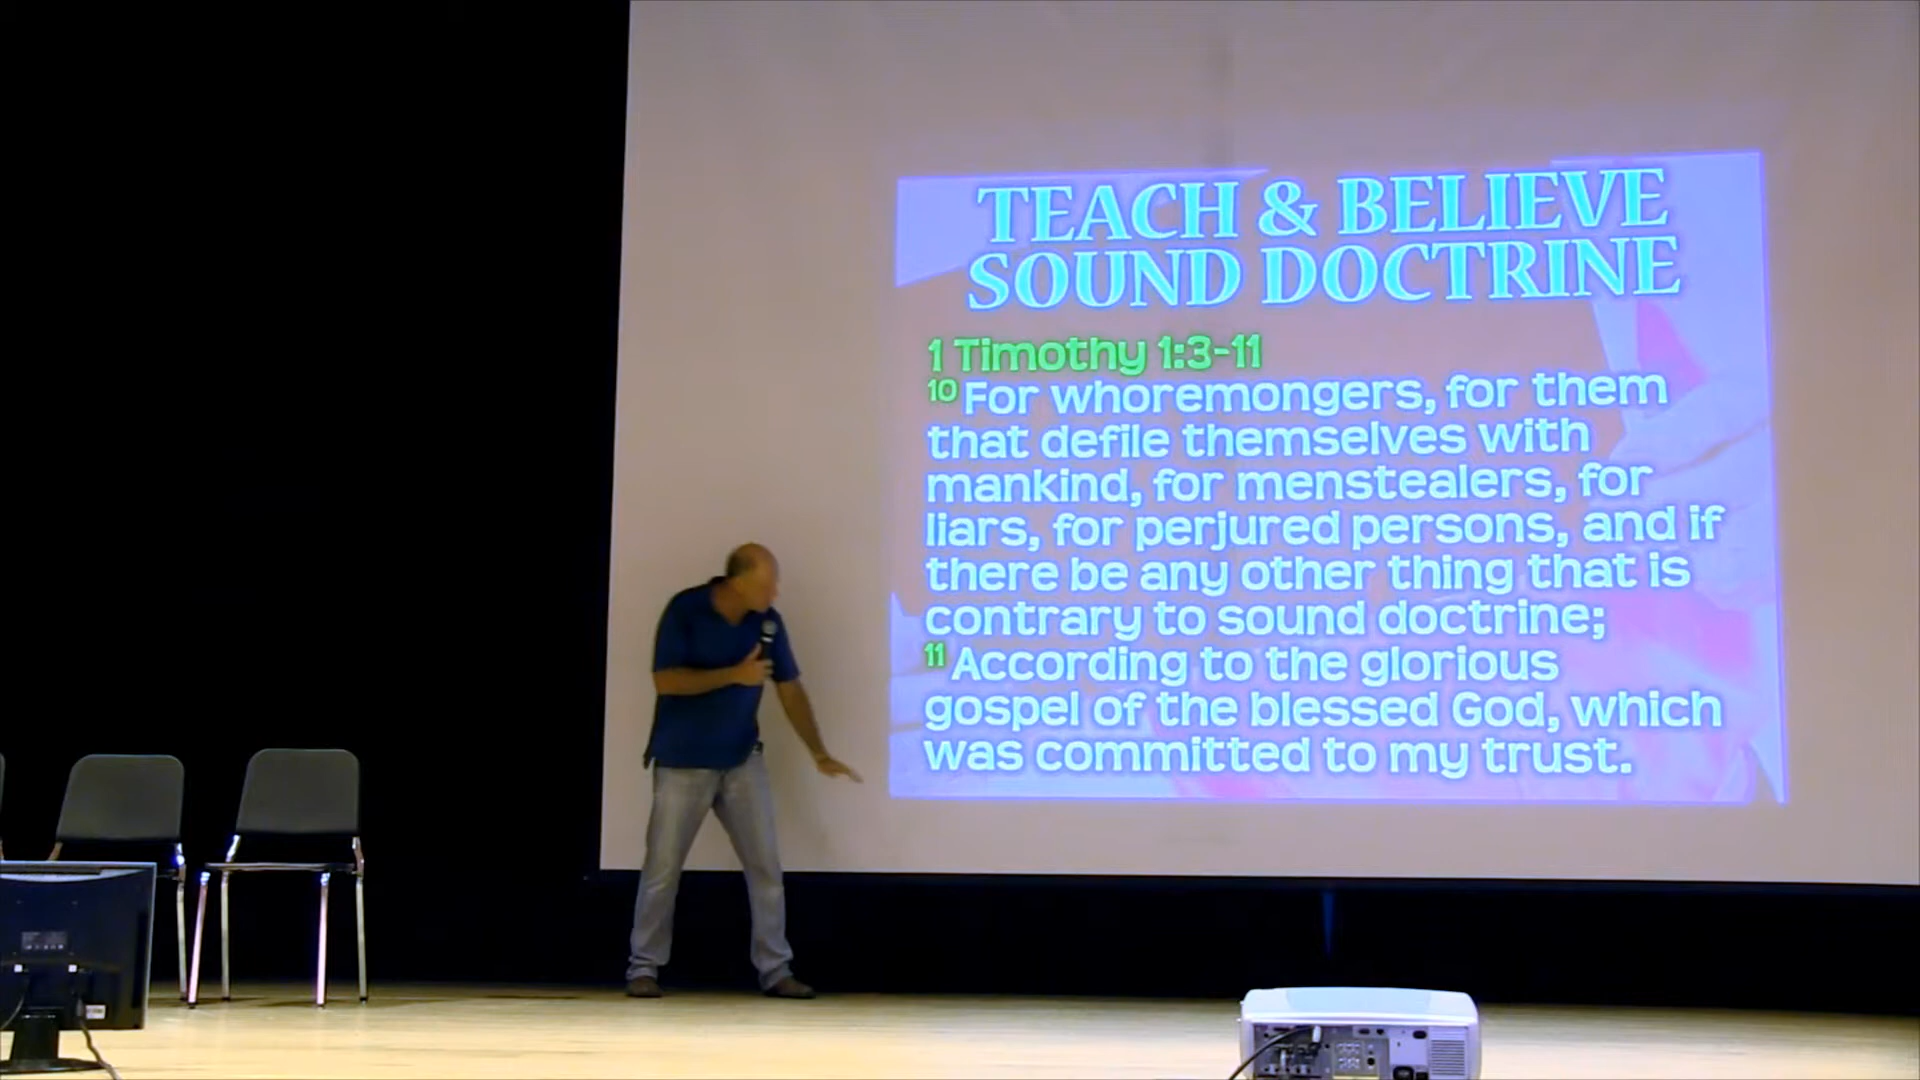 TEACH & BELIEVE
SOUND DOCTRINE
1 Timothy 1:3-11
10 For whoremongers, for them
that defile themselves with
mankind, for menstealers, for
liars, for perjured persons, and if
there be any other thing that is
contrary to sound doctrine;
11 According to the glorious
gospel of the blessed God, which
was committed to my trust.